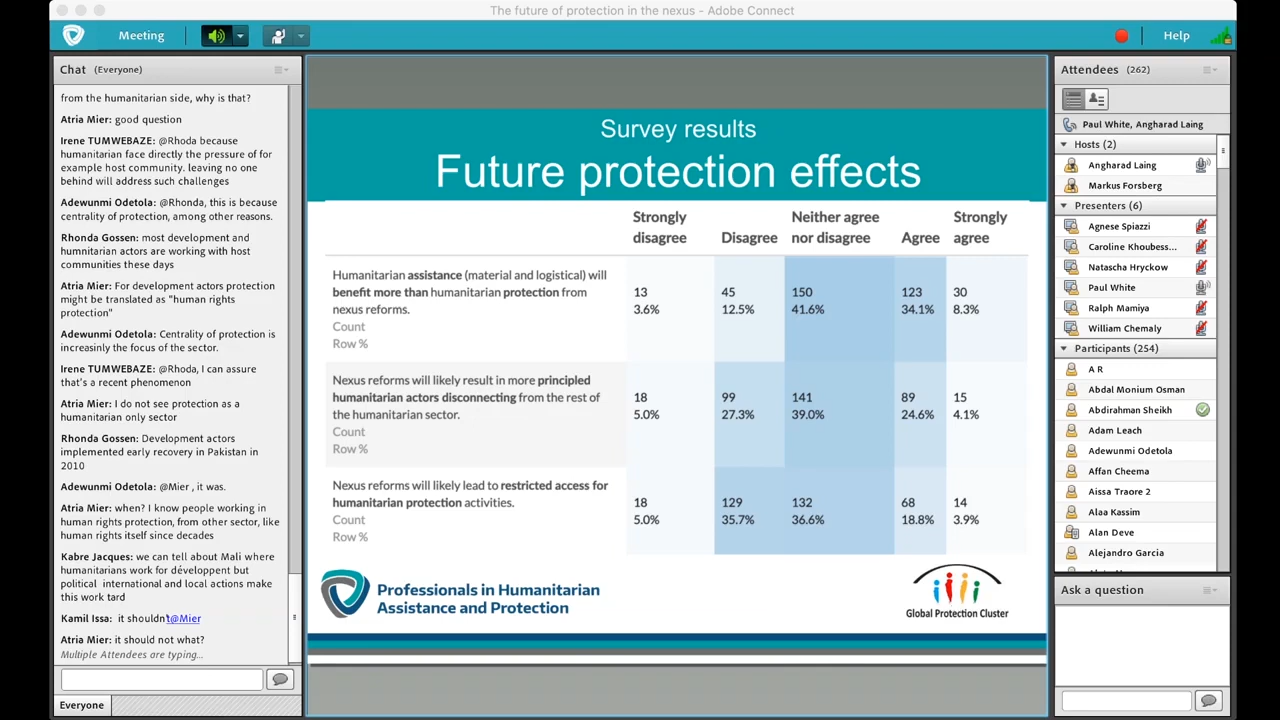 The future of protection in the nexus - Adobe Connect
Meeting
Help
Chat (Everyone)
from the humanitarian side, why is that?
Atria Mier: good question
Irene TUMWEBAZE: @Rhoda because
humanitarian face directly the pressure of for
example host community. leaving no one
behind will address such challenges
Adewunmi Odetola: @Rhonda, this is because
centrality of protection, among other reasons.
Rhonda Gossen: most development and
humnitarian actors are working with host
communities these days
Atria Mier: For development actors protection
might be translated as "human rights
protection"
Adewunmi Odetola: Centrality of protection is
increasinly the focus of the sector.
Irene TUMWEBAZE: @Rhoda, I can assure
that's a recent phenomenon
Atria Mier: I do not see protection as a
humanitarian only sector
Rhonda Gossen: Development actors
implemented early recovery in Pakistan in
2010
Adewunmi Odetola: @Mier , it was.
Atria Mier: when? I know people working in
human rights protection, from other sector, like
human rights itself since decades
Kabre Jacques: we can tell about Mali where
humanitarians work for dévéloppent but
political international and local actions make
this work tard
Kamil Issa: it shouldn't@Mier
Atria Mier: it should not what?
Multiple Attendees are typing...
Everyone
Survey results
Future protection effects
Strongly disagree Disagree Neither agree nor disagree Agree Strongly agree
Humanitarian assistance (material and logistical) will
benefit more than humanitarian protection from
nexus reforms.
Count
Row %
13 45 150 123 30
3.6% 12.5% 41.6% 34.1% 8.3%
Nexus reforms will likely result in more principled
humanitarian actors disconnecting from the rest of
the humanitarian sector.
Count
Row %
18 99 141 89 15
5.0% 27.3% 39.0% 24.6% 4.1%
Nexus reforms will likely lead to restricted access for
humanitarian protection activities.
Count
Row %
18 129 132 68 14
5.0% 35.7% 36.6% 18.8% 3.9%
Professionals in Humanitarian
Assistance and Protection
Global Protection Cluster
Attendees (262)
Paul White, Angharad Laing
Hosts (2)
Angharad Laing
Markus Forsberg
Presenters (6)
Agnese Spiazzi
Caroline Khoubess...
Natascha Hryckow
Paul White
Ralph Mamiya
William Chemaly
Participants (254)
A R
Abdal Monium Osman
Abdirahman Sheikh
Adam Leach
Adewunmi Odetola
Affan Cheema
Aissa Traore 2
Alaa Kassim
Alan Deve
Alejandro Garcia
Ask a question